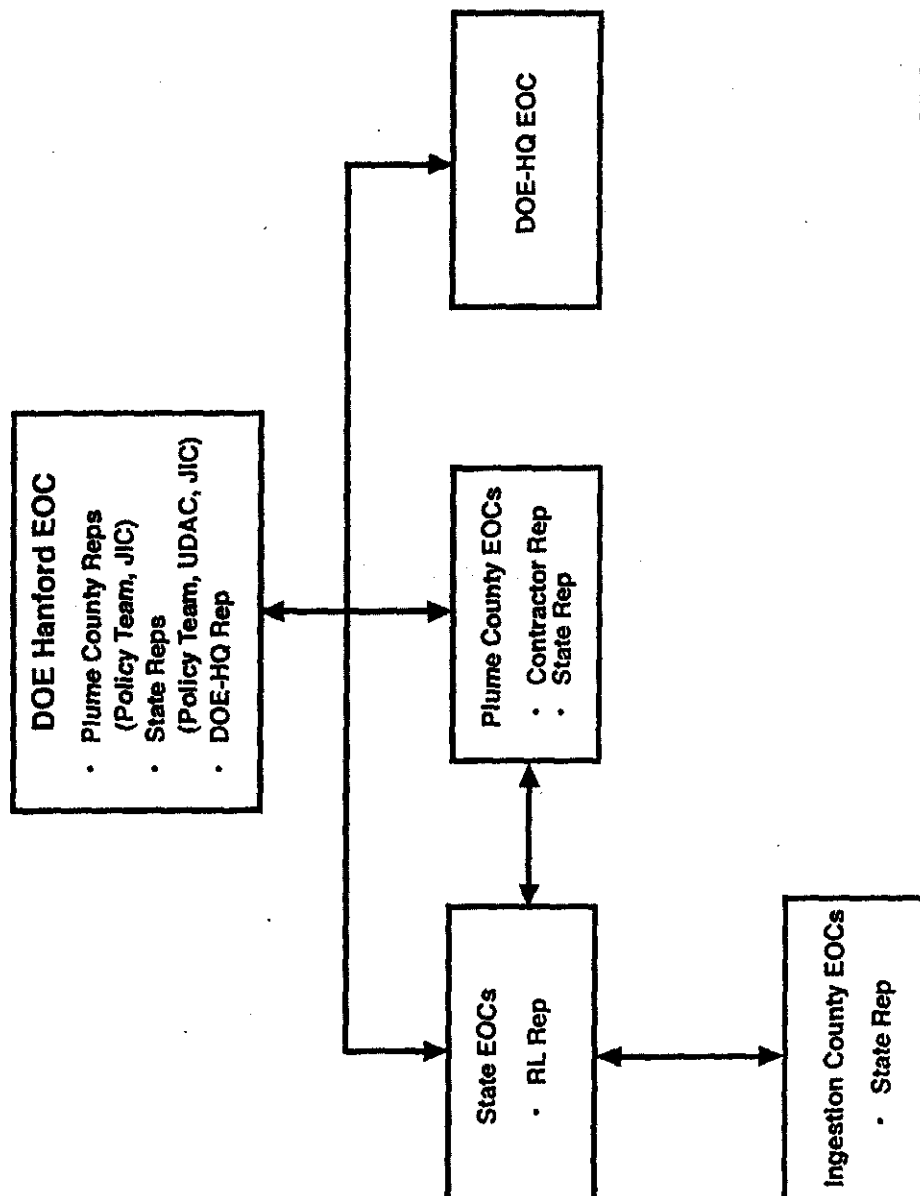 DOE Hanford EOC
• Plume County Reps
(Policy Team, JIC)
• State Reps
(Policy Team, UDAC, JIC)
• DOE-HQ Rep
State EOCs
• RL Rep
Plume County EOCs
• Contractor Rep
• State Rep
DOE-HQ EOC
Ingestion County EOCs
• State Rep